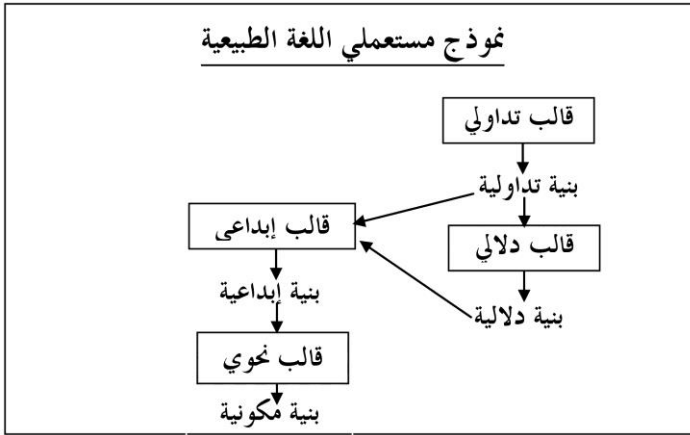 نموذج مستعملي اللغة الطبيعية
قالب تداولي
بنية تداولية
قالب إبداعى
قالب دلالي
بنية إبداعية
بنية دلالية
قالب نحوي
بنية مكونية